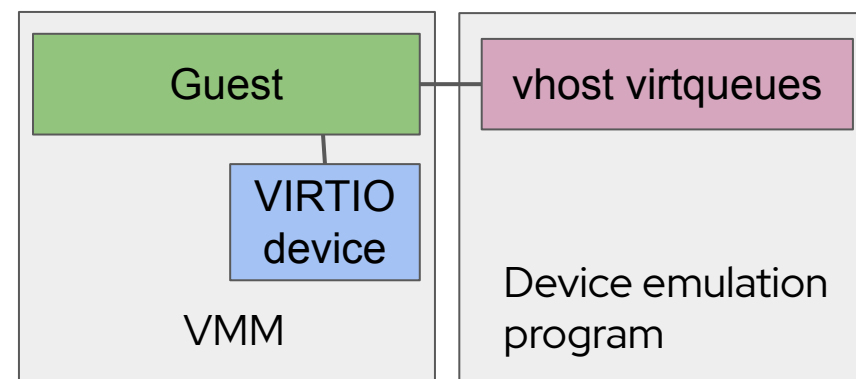 Guest
vhost virtqueues
VIRTIO
device
VMM
Device emulation
program